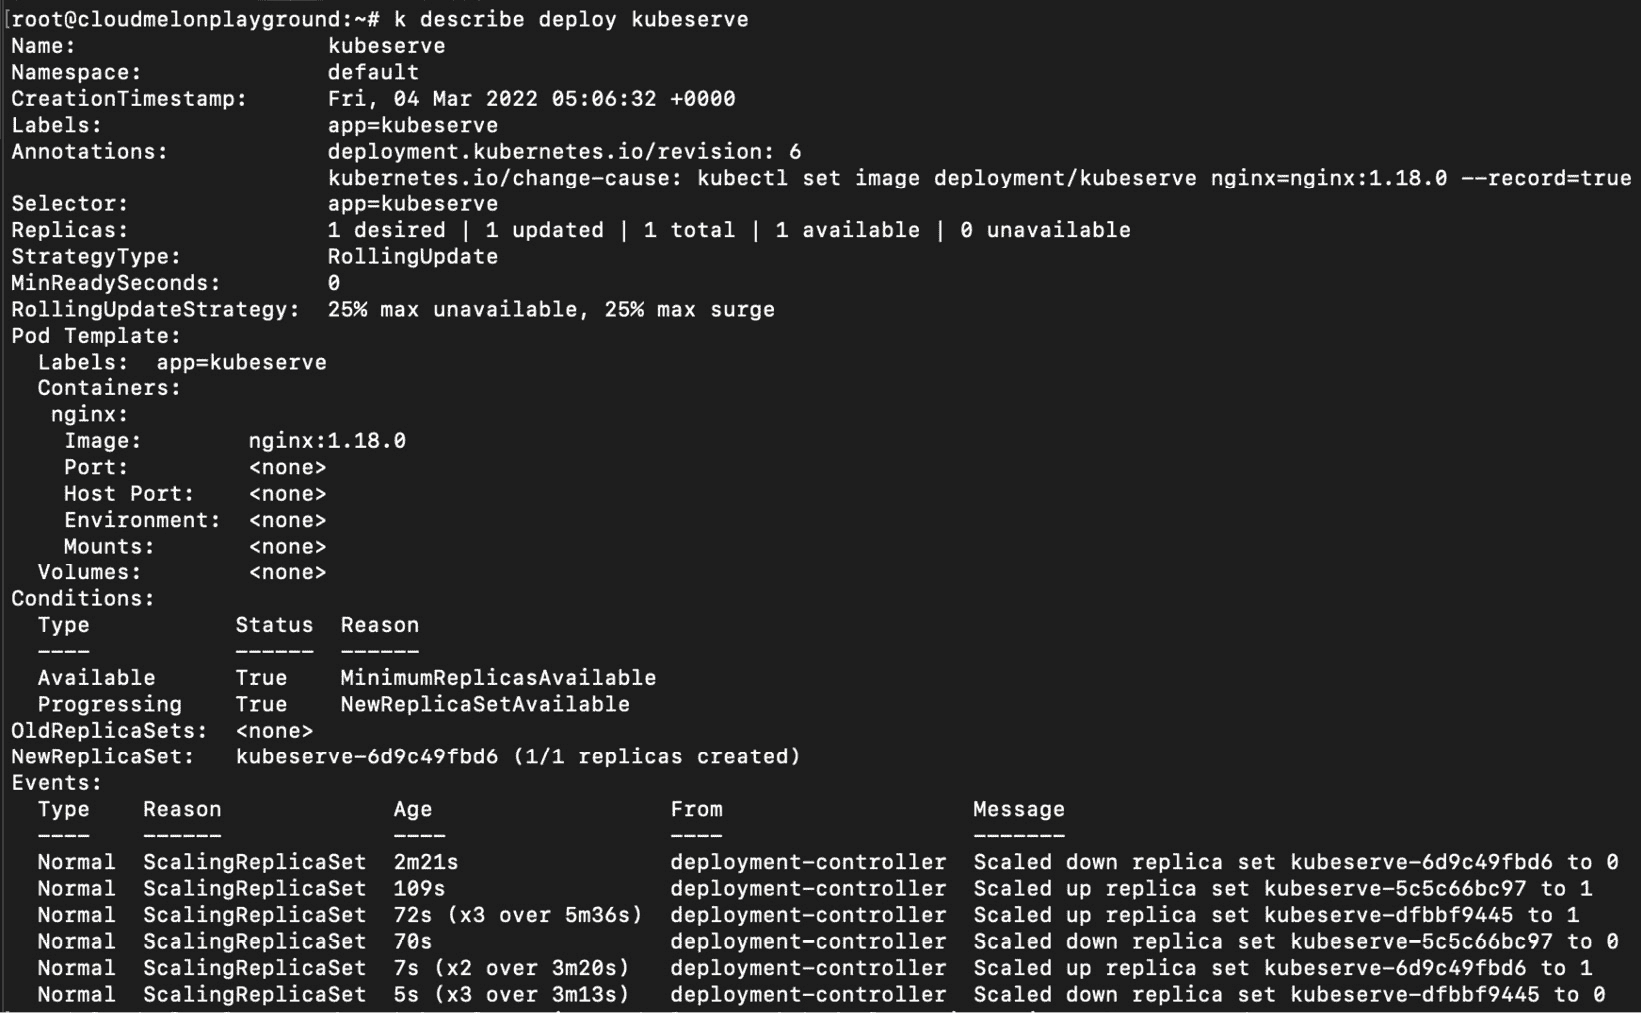 [root@cloudmelonplayground:~# k describe deploy kubeserve
Name:                   kubeserve
Namespace:              default
CreationTimestamp:      Fri, 04 Mar 2022 05:06:32 +0000
Labels:                 app=kubeserve
Annotations:            deployment.kubernetes.io/revision: 6
                        kubernetes.io/change-cause: kubectl set image deployment/kubeserve nginx=nginx:1.18.0 --record=true
Selector:               app=kubeserve
Replicas:               1 desired | 1 updated | 1 total | 1 available | 0 unavailable
StrategyType:           RollingUpdate
MinReadySeconds:        0
RollingUpdateStrategy:  25% max unavailable, 25% max surge
Pod Template:
  Labels:  app=kubeserve
  Containers:
   nginx:
    Image:        nginx:1.18.0
    Port:         <none>
    Host Port:    <none>
    Environment:  <none>
    Mounts:       <none>
  Volumes:        <none>
Conditions:
  Type           Status  Reason
  ----           ------  ------
  Available      True    MinimumReplicasAvailable
  Progressing    True    NewReplicaSetAvailable
OldReplicaSets:  <none>
NewReplicaSet:   kubeserve-6d9c49fbd6 (1/1 replicas created)
Events:
  Type    Reason             Age                  From                   Message
  ----    ------             ----                 ----                   -------
  Normal  ScalingReplicaSet  2m21s                deployment-controller  Scaled down replica set kubeserve-6d9c49fbd6 to 0
  Normal  ScalingReplicaSet  109s                 deployment-controller  Scaled up replica set kubeserve-5c5c66bc97 to 1
  Normal  ScalingReplicaSet  72s (x3 over 5m36s)  deployment-controller  Scaled up replica set kubeserve-dfbbf9445 to 1
  Normal  ScalingReplicaSet  70s                  deployment-controller  Scaled down replica set kubeserve-5c5c66bc97 to 0
  Normal  ScalingReplicaSet  7s (x2 over 3m20s)   deployment-controller  Scaled up replica set kubeserve-6d9c49fbd6 to 1
  Normal  ScalingReplicaSet  5s (x3 over 3m13s)   deployment-controller  Scaled down replica set kubeserve-dfbbf9445 to 0